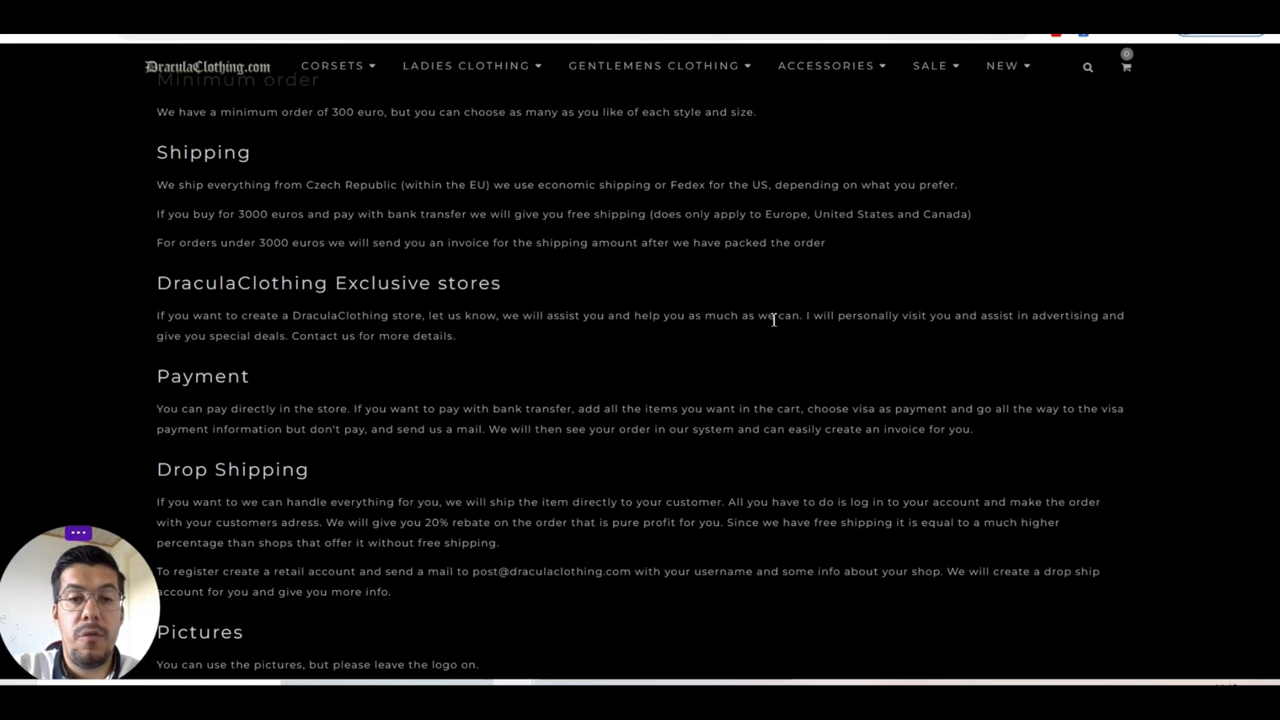 DraculaClothing.com CORSETS LADIES CLOTHING GENTLEMENS CLOTHING ACCESSORIES SALE NEW 0
Minimum order
We have a minimum order of 300 euro, but you can choose as many as you like of each style and size.
Shipping
We ship everything from Czech Republic (within the EU) we use economic shipping or Fedex for the US, depending on what you prefer.
If you buy for 3000 euros and pay with bank transfer we will give you free shipping (does only apply to Europe, United States and Canada)
For orders under 3000 euros we will send you an invoice for the shipping amount after we have packed the order
DraculaClothing Exclusive stores
If you want to create a DraculaClothing store, let us know, we will assist you and help you as much as we can. I will personally visit you and assist in advertising and
give you special deals. Contact us for more details.
Payment
You can pay directly in the store. If you want to pay with bank transfer, add all the items you want in the cart, choose visa as payment and go all the way to the visa
payment information but don't pay, and send us a mail. We will then see your order in our system and can easily create an invoice for you.
Drop Shipping
If you want to we can handle everything for you, we will ship the item directly to your customer. All you have to do is log in to your account and make the order
with your customers adress. We will give you 20% rebate on the order that is pure profit for you. Since we have free shipping it is equal to a much higher
percentage than shops that offer it without free shipping.
To register create a retail account and send a mail to post@draculaclothing.com with your username and some info about your shop. We will create a drop ship
account for you and give you more info.
Pictures
You can use the pictures, but please leave the logo on.